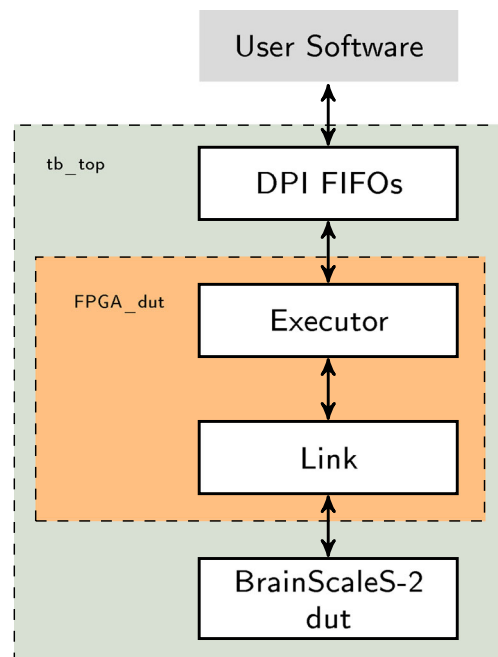 User Software
tb_top
DPI FIFOs
FPGA_dut
Executor
Link
BrainScaleS-2
dut